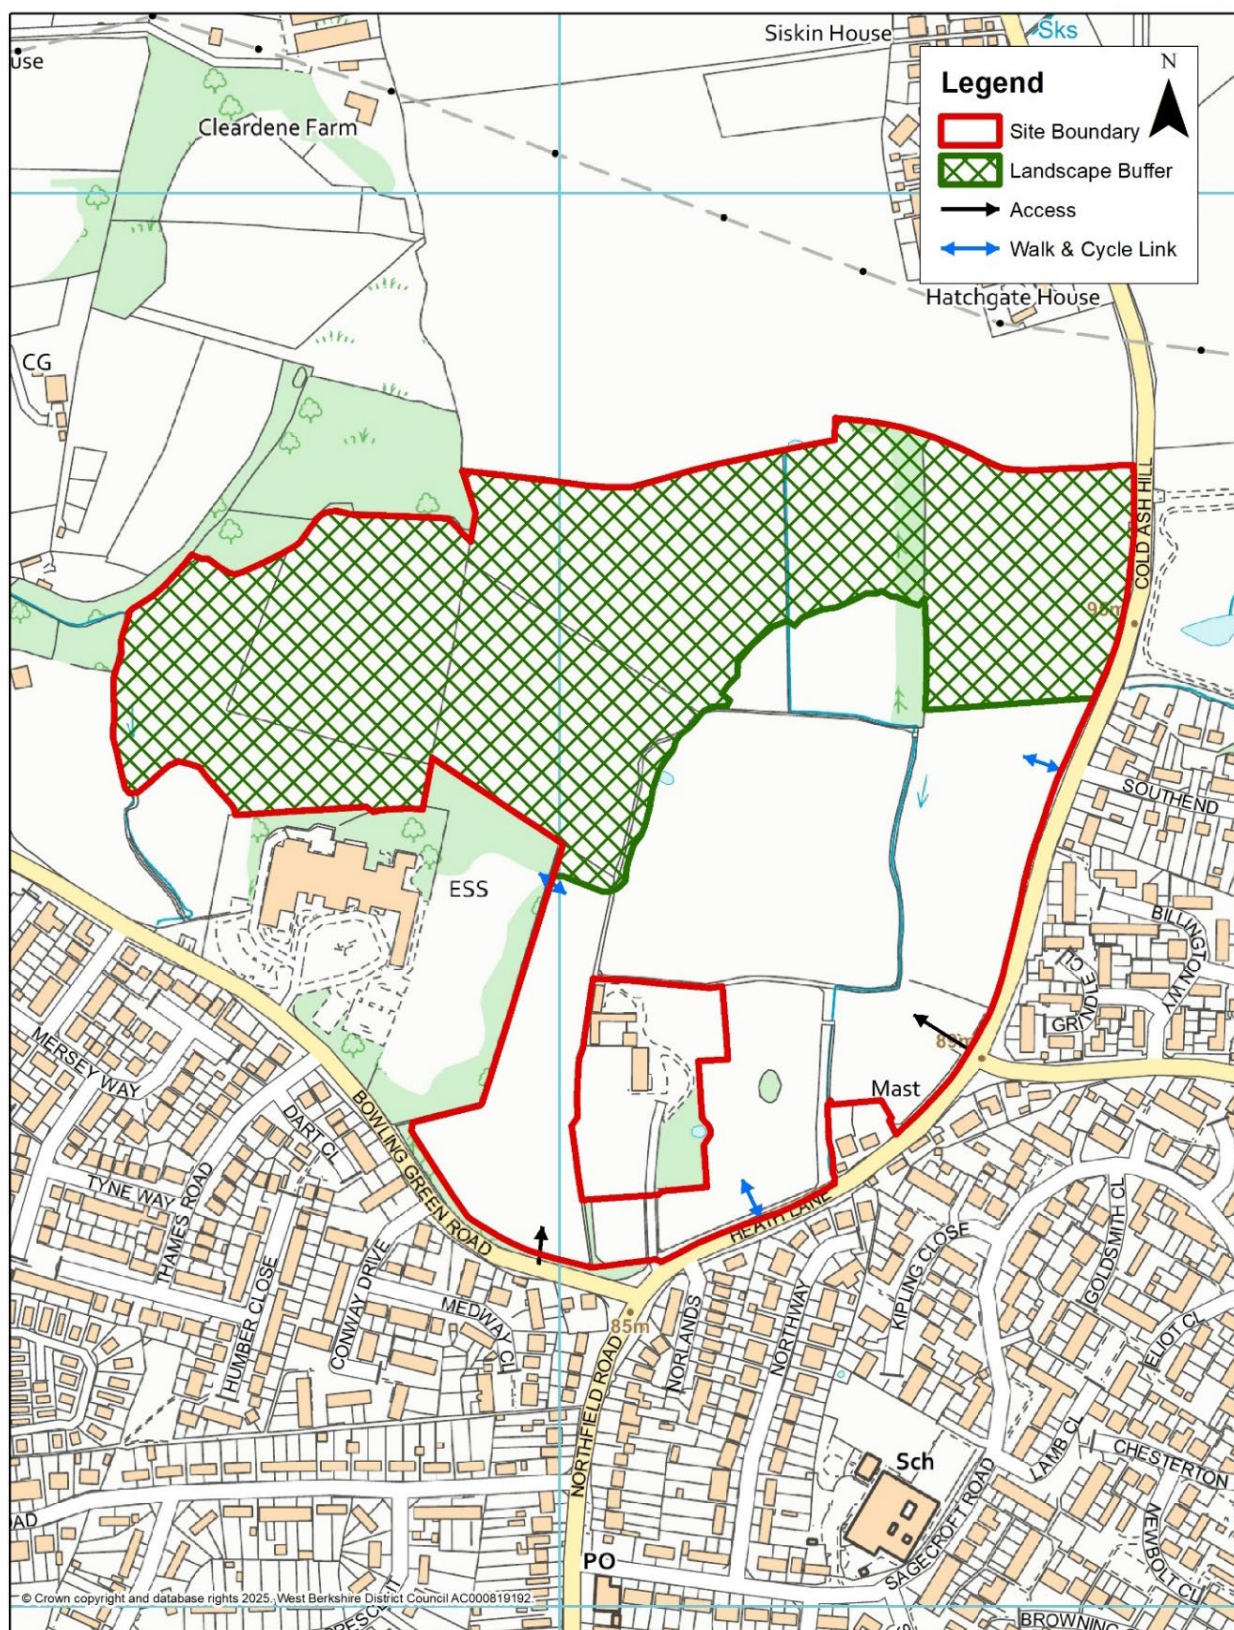 Siskin House
Sks
use
Cleardene Farm
Legend
N
Site Boundary
Landscape Buffer
Access
Walk & Cycle Link
Hatchgate House
CG
COLD ASH HILL
SOUTHEND
ESS
BILLINGTON WY
GRINDLE CL
MERSEY WAY
DART CL
Mast
BOWLING GREEN ROAD
TYNE WAY
THAMES ROAD
HEATH LANE
HUMBER CLOSE
CONWAY DRIVE
MEDWAY CL
KIPLING CLOSE
GOLDSMITH CL
85m
NORLANDS
NORTHWAY
ELIOT CL
NORTHFIELD ROAD
LAMB CL
CHESTERTON
Sch
SAGECROFT ROAD
NEWBOLT CL
OAD
PO
© Crown copyright and database rights 2025. West Berkshire District Council AC000819192.
BROWNING